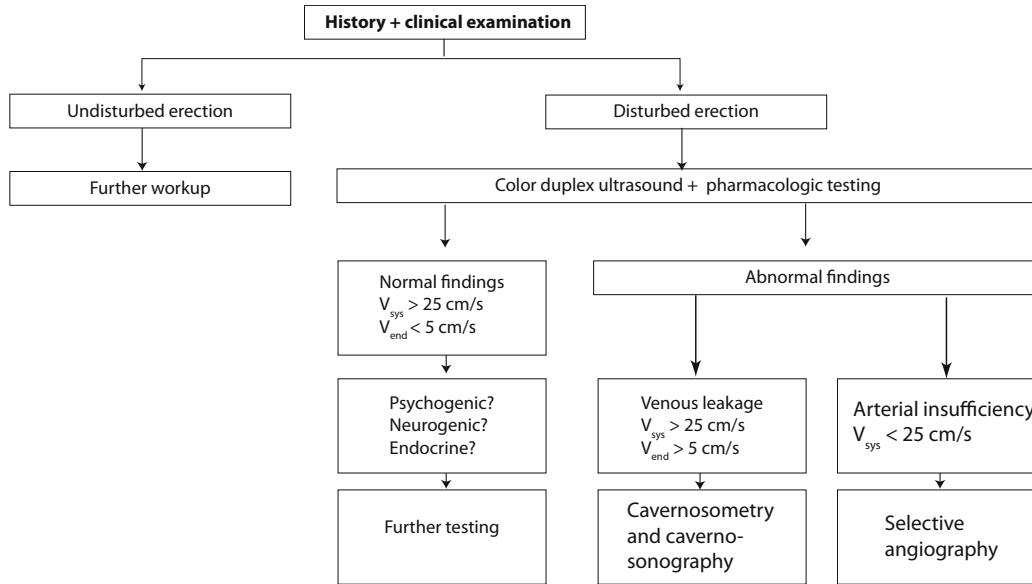 History + clinical examination
Undisturbed erection
Disturbed erection
Further workup
Color duplex ultrasound + pharmacologic testing
Normal findings
V_sys > 25 cm/s
V_end < 5 cm/s
Abnormal findings
Psychogenic?
Neurogenic?
Endocrine?
Venous leakage
V_sys > 25 cm/s
V_end > 5 cm/s
Arterial insufficiency
V_sys < 25 cm/s
Further testing
Cavernosometry
and caverno-
sonography
Selective
angiography